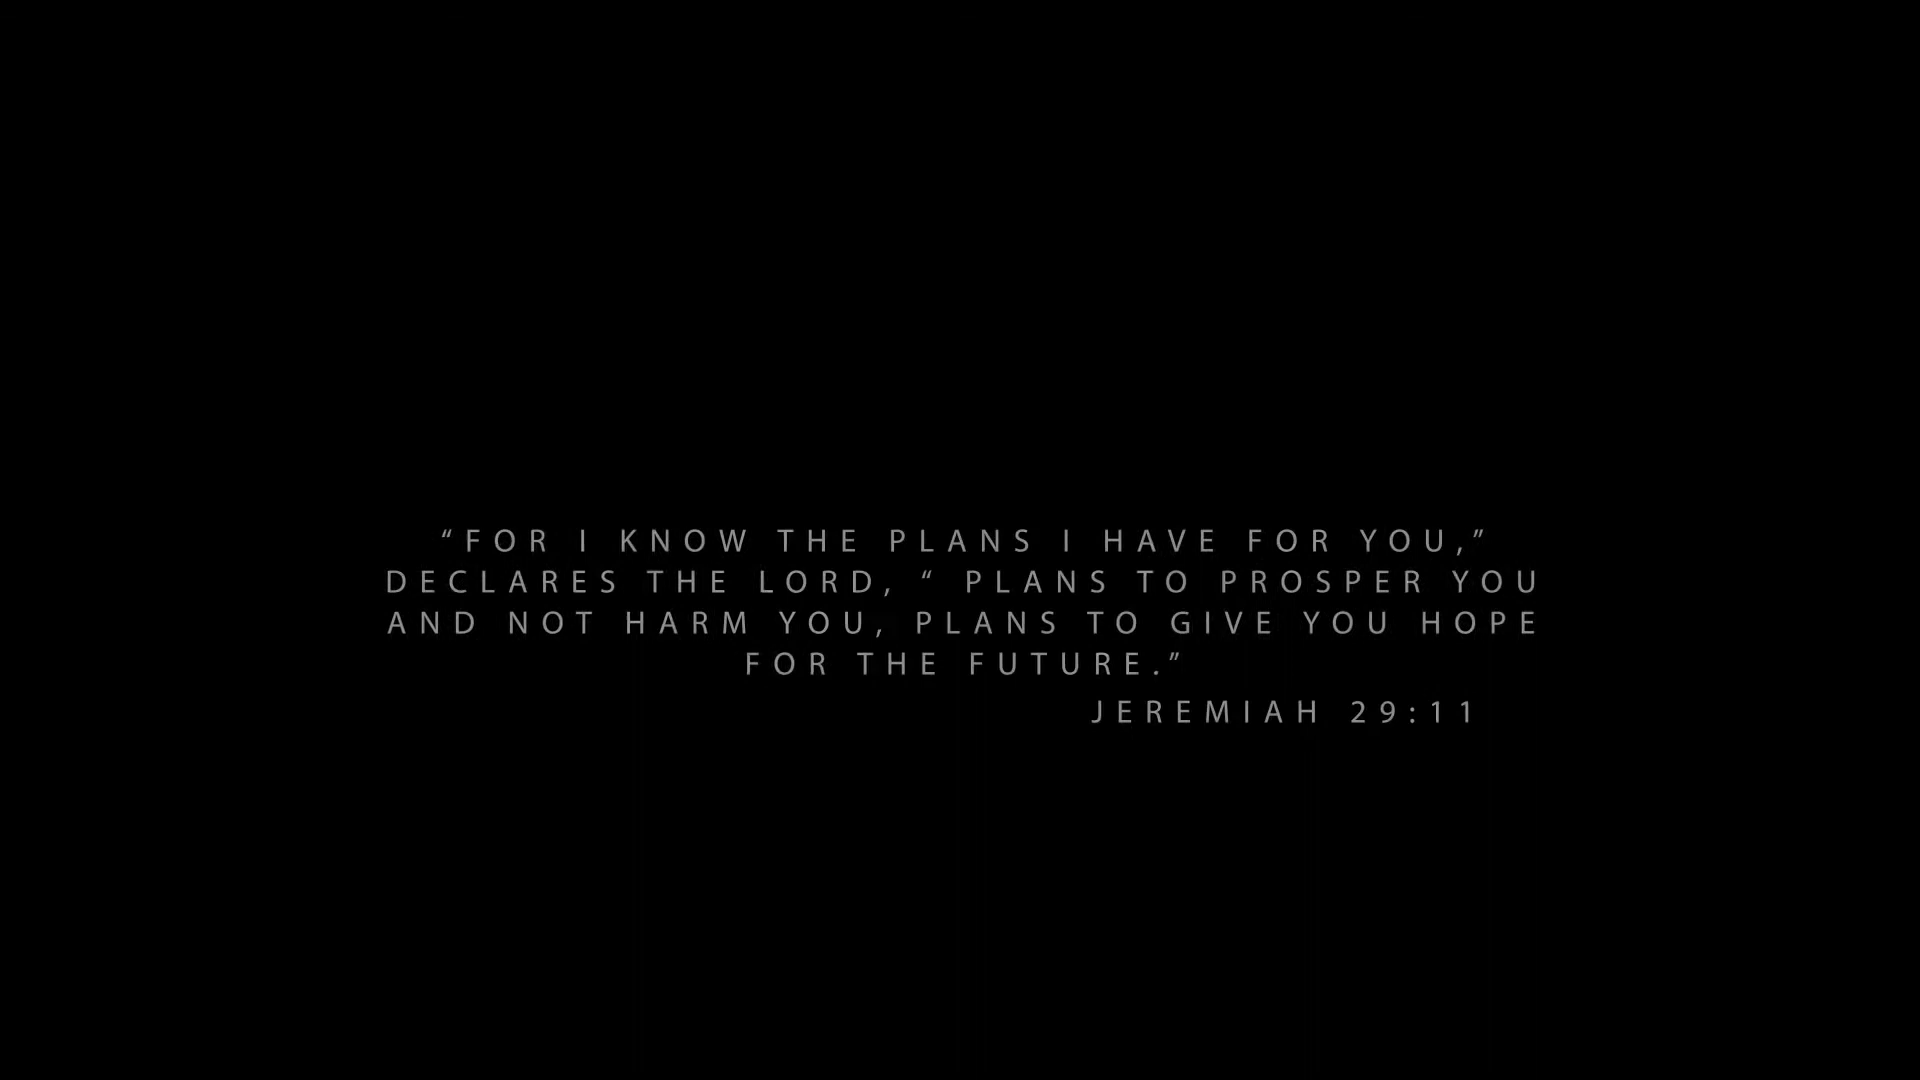 “FOR I KNOW THE PLANS I HAVE FOR YOU,”
DECLARES THE LORD, “ PLANS TO PROSPER YOU
AND NOT HARM YOU, PLANS TO GIVE YOU HOPE
FOR THE FUTURE.”
JEREMIAH 29:11